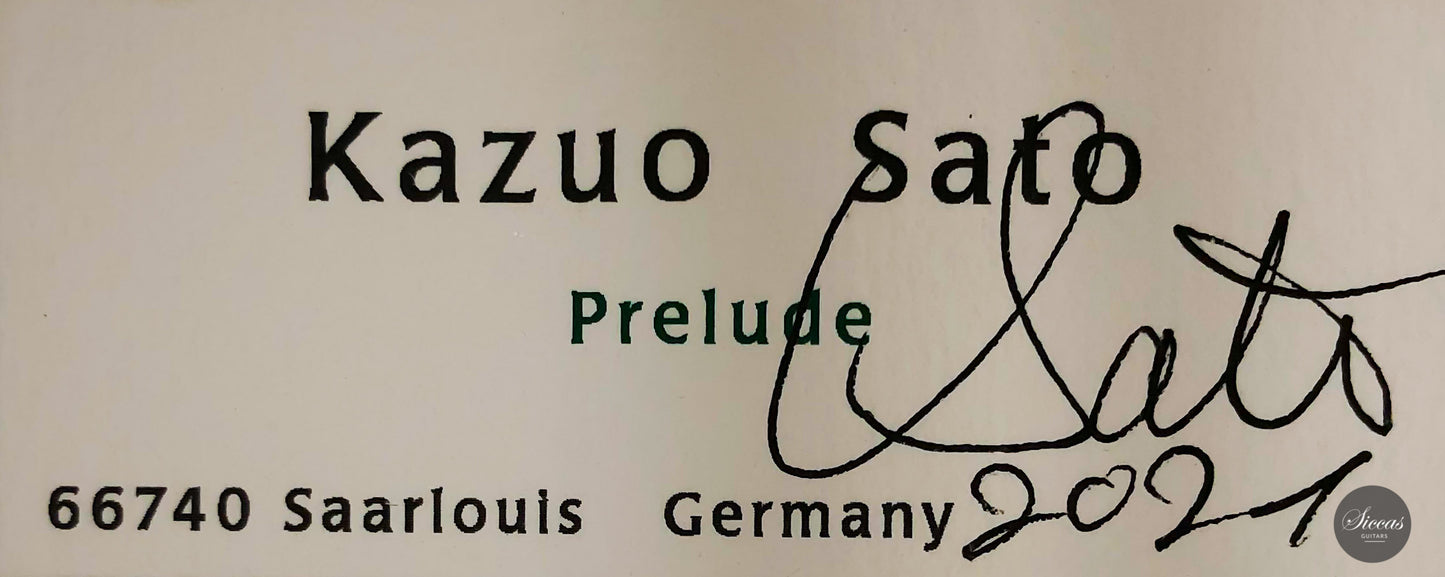 Kazuo Sato
Sato
Prelude
66740 Saarlouis Germany 2021
Siccas
GUITARS